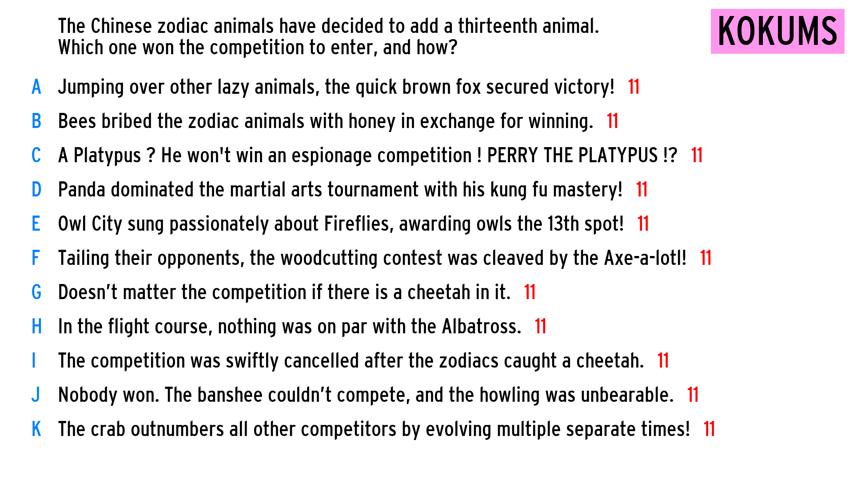 The Chinese zodiac animals have decided to add a thirteenth animal.
Which one won the competition to enter, and how?
KOKUMS
A Jumping over other lazy animals, the quick brown fox secured victory! 11
B Bees bribed the zodiac animals with honey in exchange for winning. 11
C A Platypus ? He won't win an espionage competition ! PERRY THE PLATYPUS !? 11
D Panda dominated the martial arts tournament with his kung fu mastery! 11
E Owl City sung passionately about Fireflies, awarding owls the 13th spot! 11
F Tailing their opponents, the woodcutting contest was cleaved by the Axe-a-lotl! 11
G Doesn't matter the competition if there is a cheetah in it. 11
H In the flight course, nothing was on par with the Albatross. 11
I The competition was swiftly cancelled after the zodiacs caught a cheetah. 11
J Nobody won. The banshee couldn't compete, and the howling was unbearable. 11
K The crab outnumbers all other competitors by evolving multiple separate times! 11